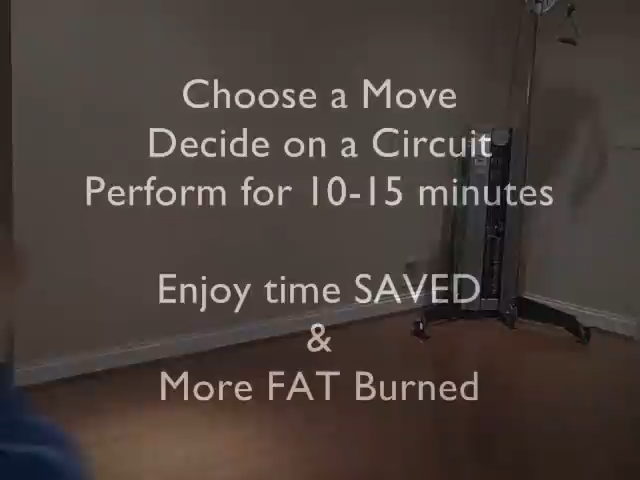 Choose a Move
Decide on a Circuit
Perform for 10-15 minutes
Enjoy time SAVED
&
More FAT Burned